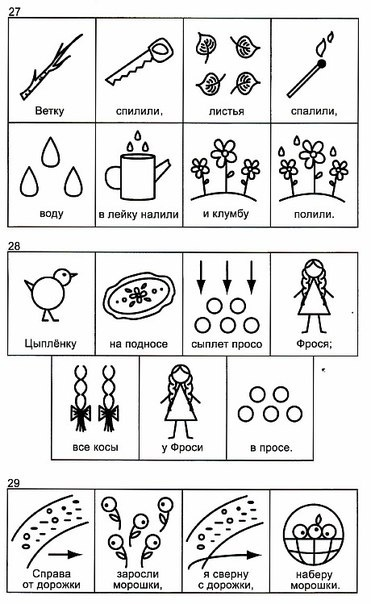 27
Ветку
спилили,
листья
спалили,
воду
в лейку налили
и клумбу
полили.
28
Цыплёнку
на подносе
сыплет просо
Фрося;
все косы
у Фроси
в просе.
29
Справа
от дорожки
заросли
морошки,
я сверну
с дорожки,
наберу
морошки.